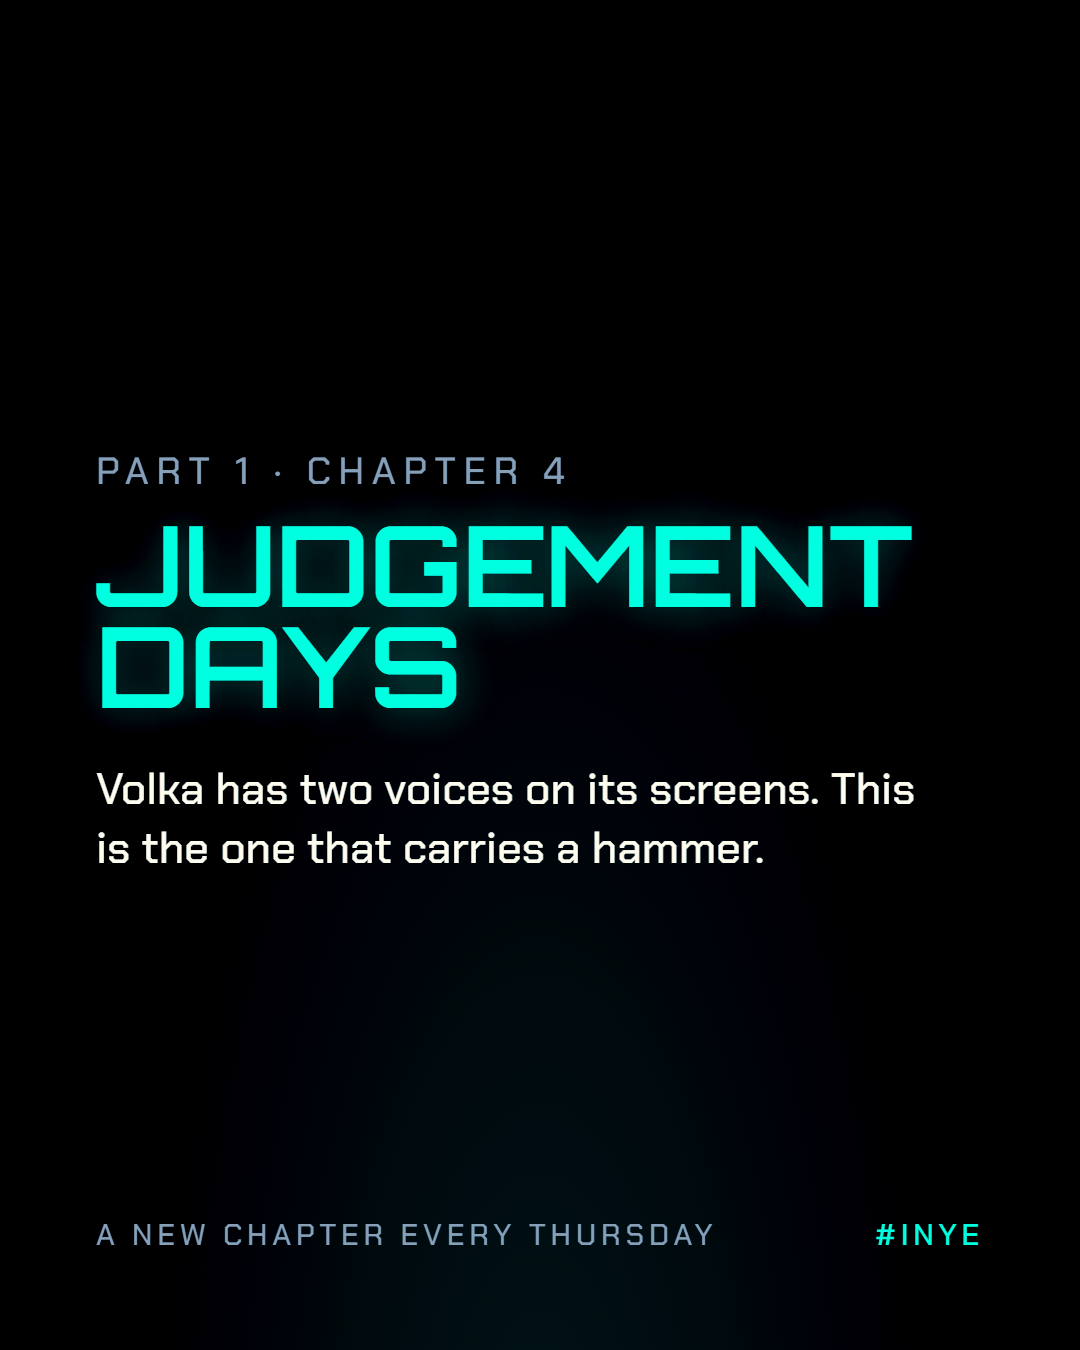 PART 1 · CHAPTER 4
JUDGEMENT
DAYS
Volka has two voices on its screens. This
is the one that carries a hammer.
A NEW CHAPTER EVERY THURSDAY
#INYE